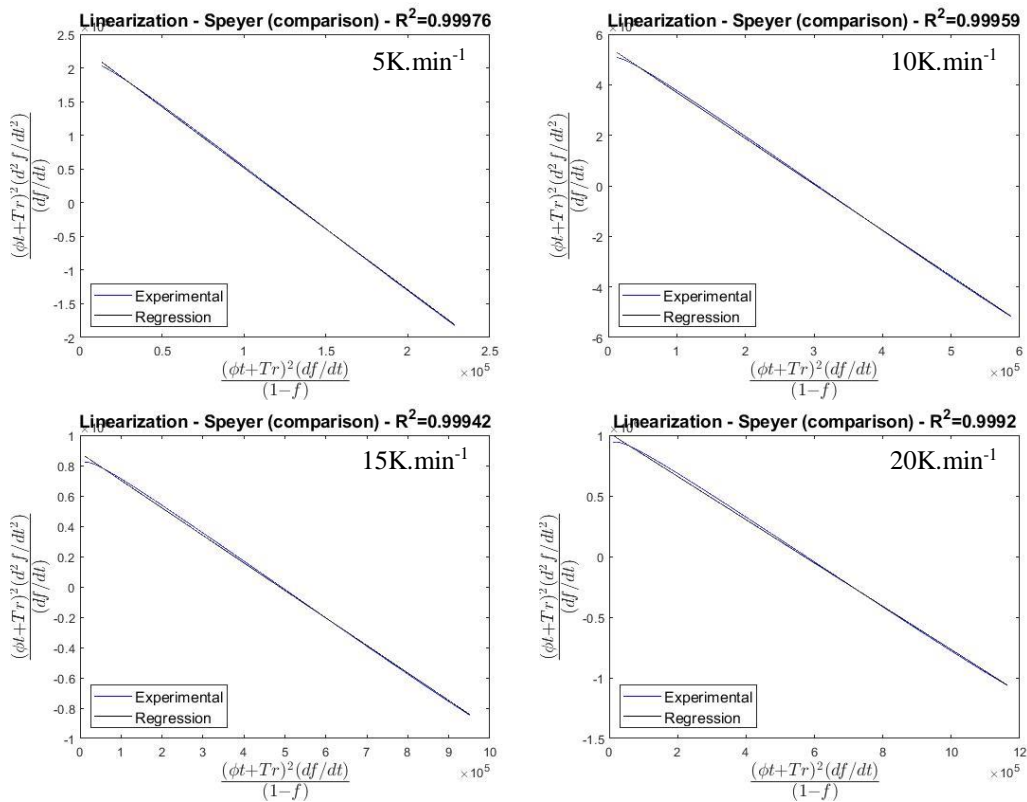 Linearization - Speyer (comparison) - R²=0.99976
5K.min⁻¹
2.5
2
1.5
1
0.5
0
-0.5
-1
-1.5
-2
(ϕt+Tr)²(d²f/dt²)
(df/dt)
Experimental
Regression
0
0.5
1
1.5
2
2.5
×10⁵
(ϕt+Tr)²(df/dt)
(1−f)
Linearization - Speyer (comparison) - R²=0.99959
10K.min⁻¹
6
4
2
0
-2
-4
-6
(ϕt+Tr)²(d²f/dt²)
(df/dt)
Experimental
Regression
0
1
2
3
4
5
6
×10⁵
(ϕt+Tr)²(df/dt)
(1−f)
Linearization - Speyer (comparison) - R²=0.99942
15K.min⁻¹
1
0.8
0.6
0.4
0.2
0
-0.2
-0.4
-0.6
-0.8
-1
(ϕt+Tr)²(d²f/dt²)
(df/dt)
Experimental
Regression
0
1
2
3
4
5
6
7
8
9
10
×10⁵
(ϕt+Tr)²(df/dt)
(1−f)
Linearization - Speyer (comparison) - R²=0.9992
20K.min⁻¹
1
0.5
0
-0.5
-1
-1.5
(ϕt+Tr)²(d²f/dt²)
(df/dt)
Experimental
Regression
0
2
4
6
8
10
12
×10⁵
(ϕt+Tr)²(df/dt)
(1−f)